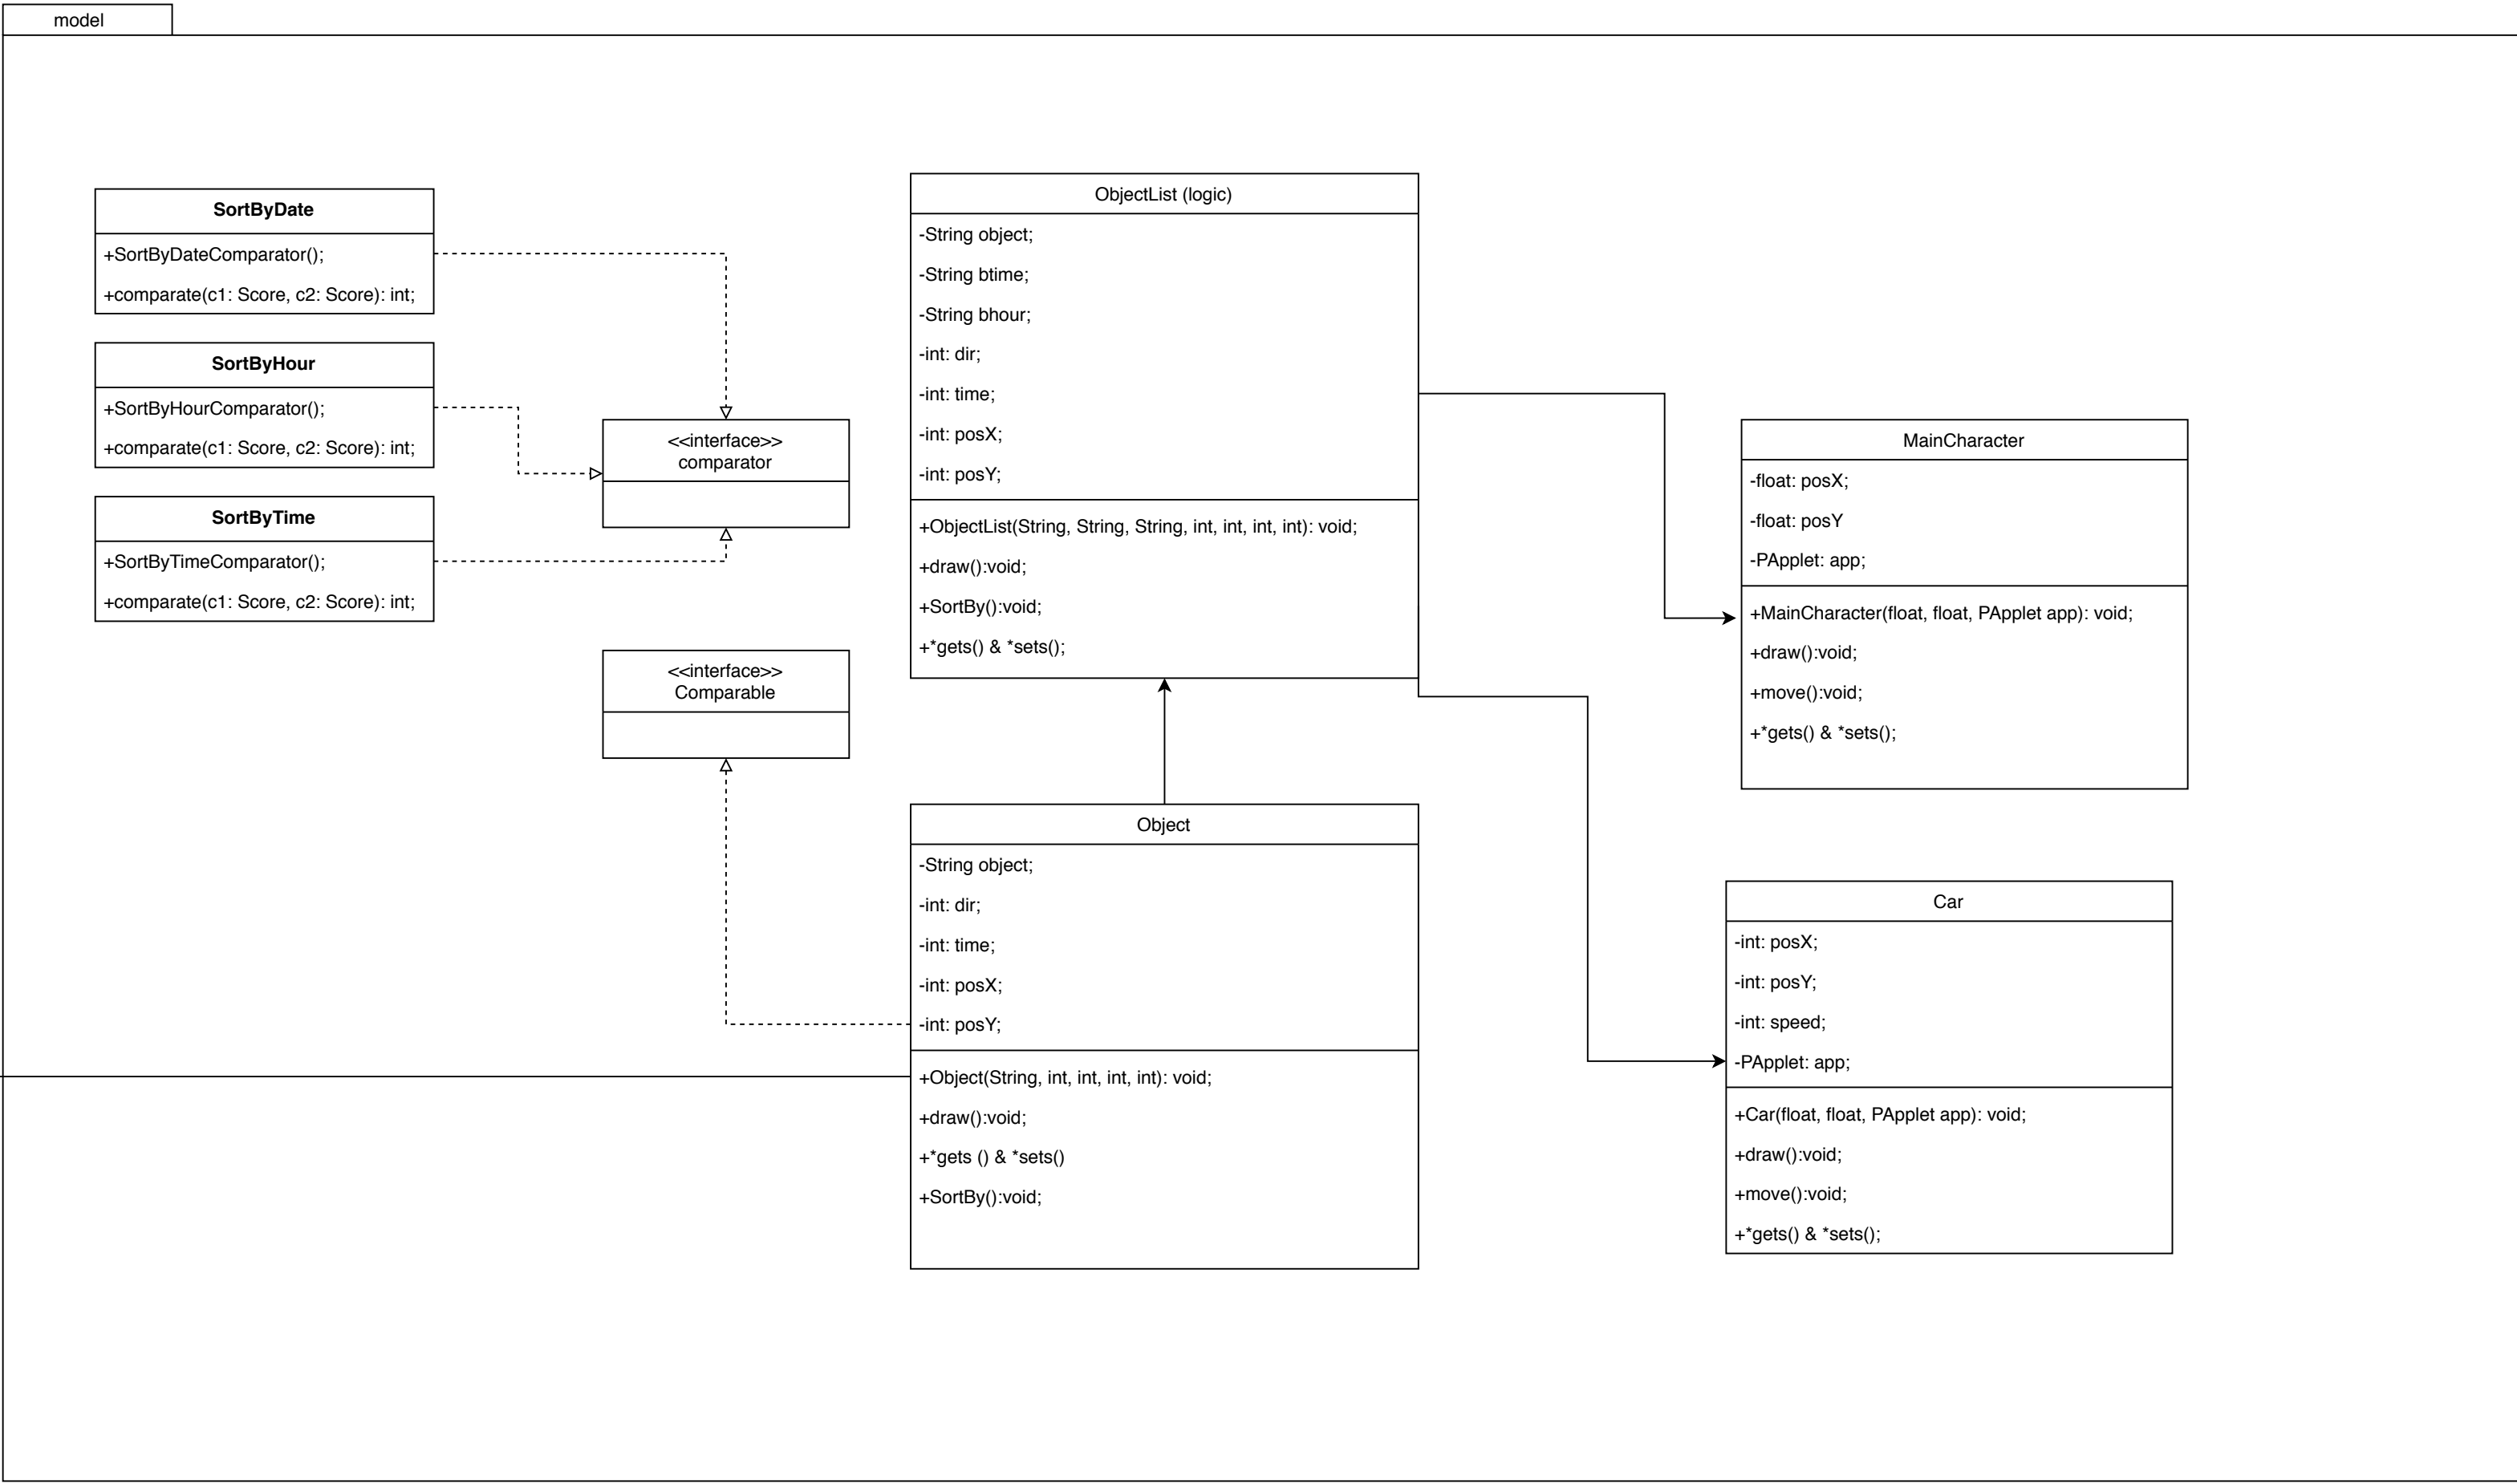 model
SortByDate
+SortByDateComparator();
+comparate(c1: Score, c2: Score): int;
SortByHour
+SortByHourComparator();
+comparate(c1: Score, c2: Score): int;
SortByTime
+SortByTimeComparator();
+comparate(c1: Score, c2: Score): int;
<<interface>>
comparator
<<interface>>
Comparable
ObjectList (logic)
-String object;
-String btime;
-String bhour;
-int: dir;
-int: time;
-int: posX;
-int: posY;
+ObjectList(String, String, String, int, int, int, int): void;
+draw():void;
+SortBy():void;
+*gets() & *sets();
Object
-String object;
-int: dir;
-int: time;
-int: posX;
-int: posY;
+Object(String, int, int, int, int): void;
+draw():void;
+*gets () & *sets()
+SortBy():void;
MainCharacter
-float: posX;
-float: posY
-PApplet: app;
+MainCharacter(float, float, PApplet app): void;
+draw():void;
+move():void;
+*gets() & *sets();
Car
-int: posX;
-int: posY;
-int: speed;
-PApplet: app;
+Car(float, float, PApplet app): void;
+draw():void;
+move():void;
+*gets() & *sets();